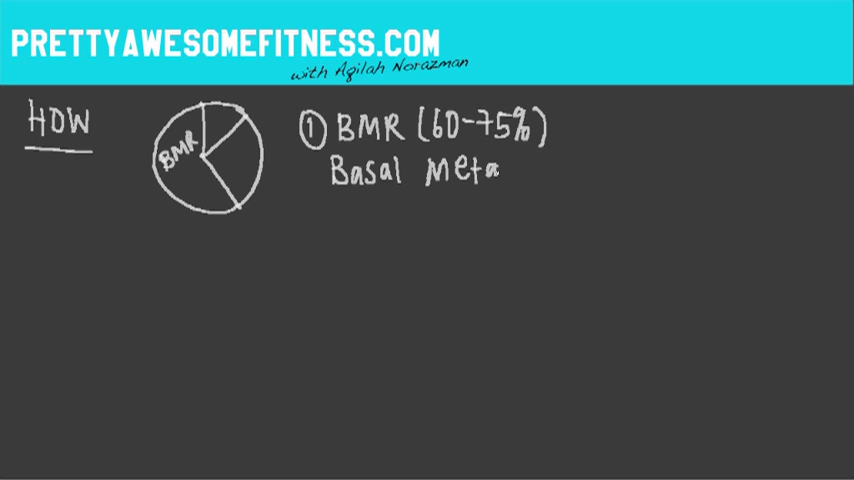 PRETTYAWESOMEFITNESS.COM
with Aqilah Norazman
HOW
BMR
① BMR (60-75%)
Basal Meta